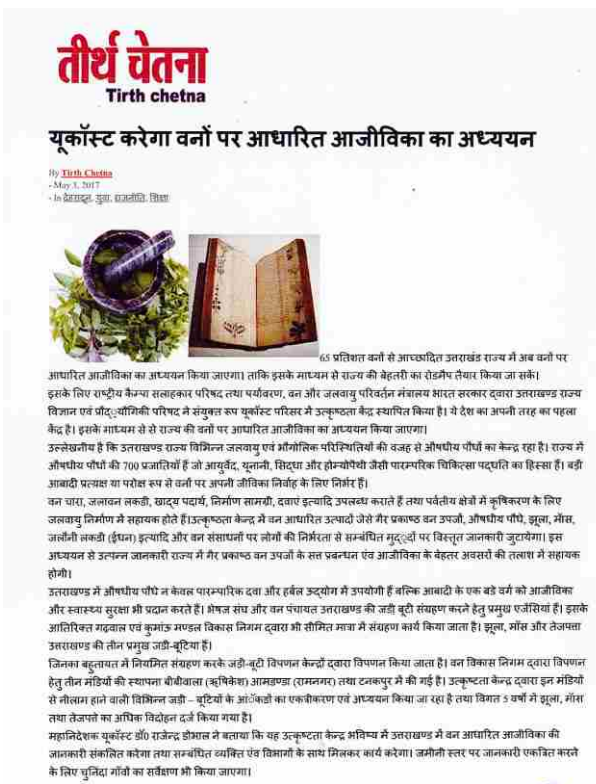 तीर्थ चेतना
Tirth chetna
यूकॉस्ट करेगा वनों पर आधारित आजीविका का अध्ययन
By Tirth Chetna
- May 3, 2017
- In देहरादून, युवा, राजनीति, शिक्षा
65 प्रतिशत वनों से आच्छादित उत्तराखंड राज्य में अब वनों पर
आधारित आजीविका का अध्ययन किया जाएगा। ताकि इसके माध्यम से राज्य की बेहतरी का रोडमैप तैयार किया जा सकें।
इसके लिए राष्ट्रीय कैम्पा सलाहकार परिषद तथा पर्यावरण, वन और जलवायु परिवर्तन मंत्रालय भारत सरकार द्वारा उत्तराखण्ड राज्य
विज्ञान एवं प्रौद्योगिकी परिषद में संयुक्त रूप यूकॉस्ट परिसर में उत्कृष्ठता केंद्र स्थापित किया है। ये देश का अपनी तरह का पहला
केंद्र है। इसके माध्यम से से राज्य की वनों पर आधारित आजीविका का अध्ययन किया जाएगा।
उल्लेखनीय है कि उत्तराखण्ड राज्य विभिन्न जलवायु एवं भौगोलिक परिस्थितियों की वजह से औषधीय पौधों का केन्द्र रहा है। राज्य में
औषधीय पौधों की 700 प्रजातियाँ हैं जो आयुर्वेद, यूनानी, सिद्धा और होम्योपैथी जैसी पारम्परिक चिकित्सा पद्धति का हिस्सा हैं। बड़ी
आबादी प्रत्यक्ष या परोक्ष रूप से वनों पर अपनी जीविका निर्वाह के लिए निर्भर हैं।
वन चारा, जलावन लकड़ी, खाद्य पदार्थ, निर्माण सामग्री, दवाएं इत्यादि उपलब्ध कराते हैं तथा पर्वतीय क्षेत्रों में कृषिकरण के लिए
जलवायु निर्माण में सहायक होते हैं।उत्कृष्ठता केन्द्र में वन आधारित उत्पादों जेसे गैर प्रकाष्ठ वन उपजों, औषधीय पौधे, झूला, मॉस,
जलौनी लकड़ी (ईंधन) इत्यादि और वन संसाधनों पर लोगों की निर्भरता से सम्बंधित मुद्दों पर विस्तृत जानकारी जुटायेगा। इस
अध्ययन से उत्पन्न जानकारी राज्य में गैर प्रकाष्ठ वन उपजों के सत्त प्रबन्धन एंव आजीविका के बेहतर अवसरों की तलाश में सहायक
होगी।
उतराखण्ड में औषधीय पौधे न केवल पारम्पारिक दवा और हर्बल उद्योग में उपयोगी हैं बल्कि आबादी के एक बडे वर्ग को आजीविका
और स्वास्थ्य सुरक्षा भी प्रदान करते हैं। भेषज संघ और वन पंचायत उत्तराखण्ड की जडी बूटी संग्रहण करने हेतु प्रमुख एजेंसियां हैं। इसके
आतिरिक्त गढ़वाल एवं कुमांऊ मण्डल विकास निगम द्वारा भी सीमित मात्रा में संग्रहण कार्य किया जाता है। झूला, मॉस और तेजपत्ता
उत्तराखण्ड की तीन प्रमुख जडी-बूटिया हैं।
जिनका बहुतायत में नियमित संग्रहण करके जडी-बूटी विपणन केन्द्रों द्वारा विपणन किया जाता है। वन विकास निगम द्वारा विपणन
हेतु तीन मंडियों की स्थापना बीबीवाला (ऋषिकेश) आमडण्डा (रामनगर) तथा टनकपुर में की गई है। उत्कृष्टता केन्द्र द्वारा इन मंडियों
से नीलाम हाने वाली विभिन्न जडी – बूटियों के आंॅकडों का एकत्रीकरण एवं अध्ययन किया जा रहा है तथा विगत 5 वर्षो में झूला, मॉस
तथा तेजपत्ते का अधिक विदोहन दर्ज किया गया है।
महानिदेशक यूकॉस्ट डॉ0 राजेन्द्र डोभाल ने बताया कि यह उत्कृष्टता केन्द्र भविष्य में उत्तराखण्ड में वन आधारित आजीविका की
जानकारी संकलित करेगा तथा सम्बंधित व्यक्ति एंव विभागों के साथ मिलकर कार्य करेगा। जमीनी स्तर पर जानकारी एकत्रित करने
के लिए चुनिंदा गॉवों का सर्वेक्षण भी किया जाएगा।